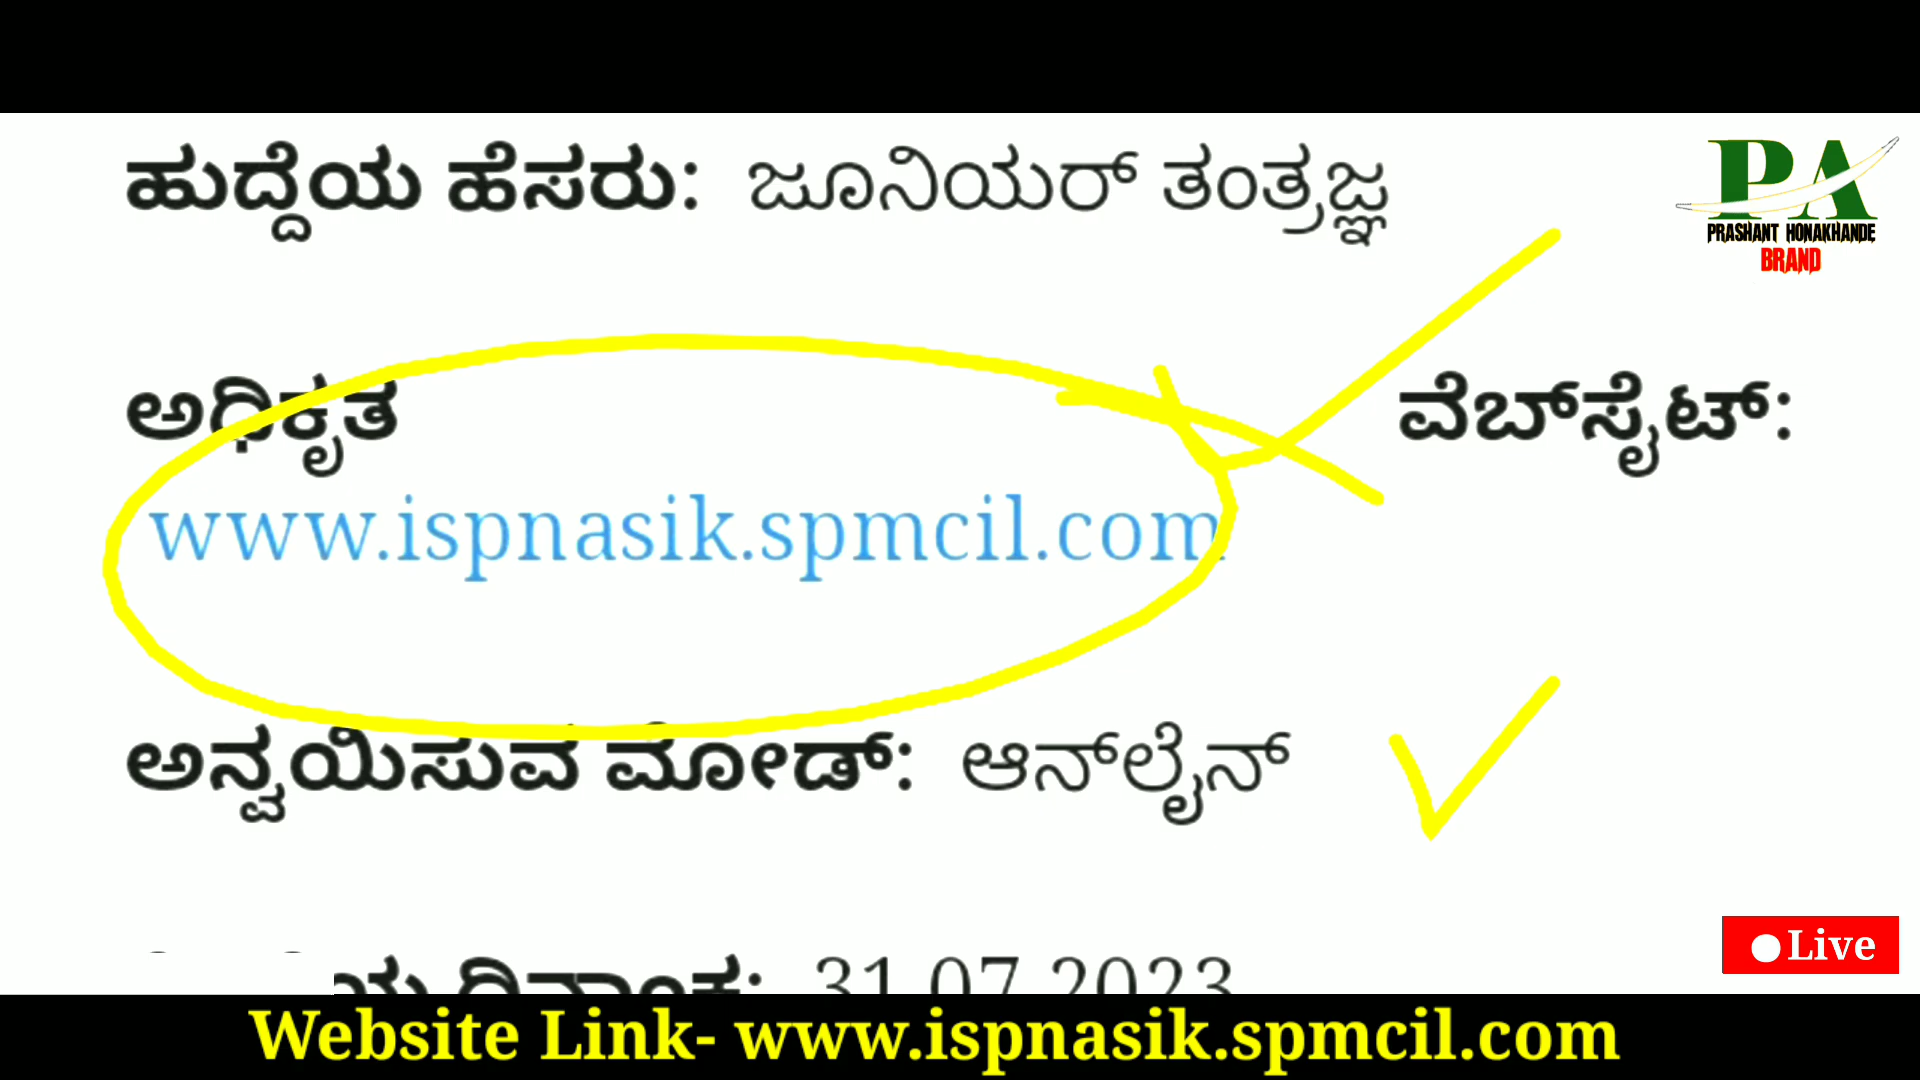 ಹುದ್ದೆಯ ಹೆಸರು: ಜೂನಿಯರ್ ತಂತ್ರಜ್ಞ
PA
PRASHANT HONAKHANDE
BRAND
ಅಧಿಕೃತ ವೆಬ್‌ಸೈಟ್:
www.ispnasik.spmcil.com
ಅನ್ವಯಿಸುವ ಮೋಡ್: ಆನ್‌ಲೈನ್
Live
ದಿನಾಂಕ: 31.07.2023
Website Link- www.ispnasik.spmcil.com